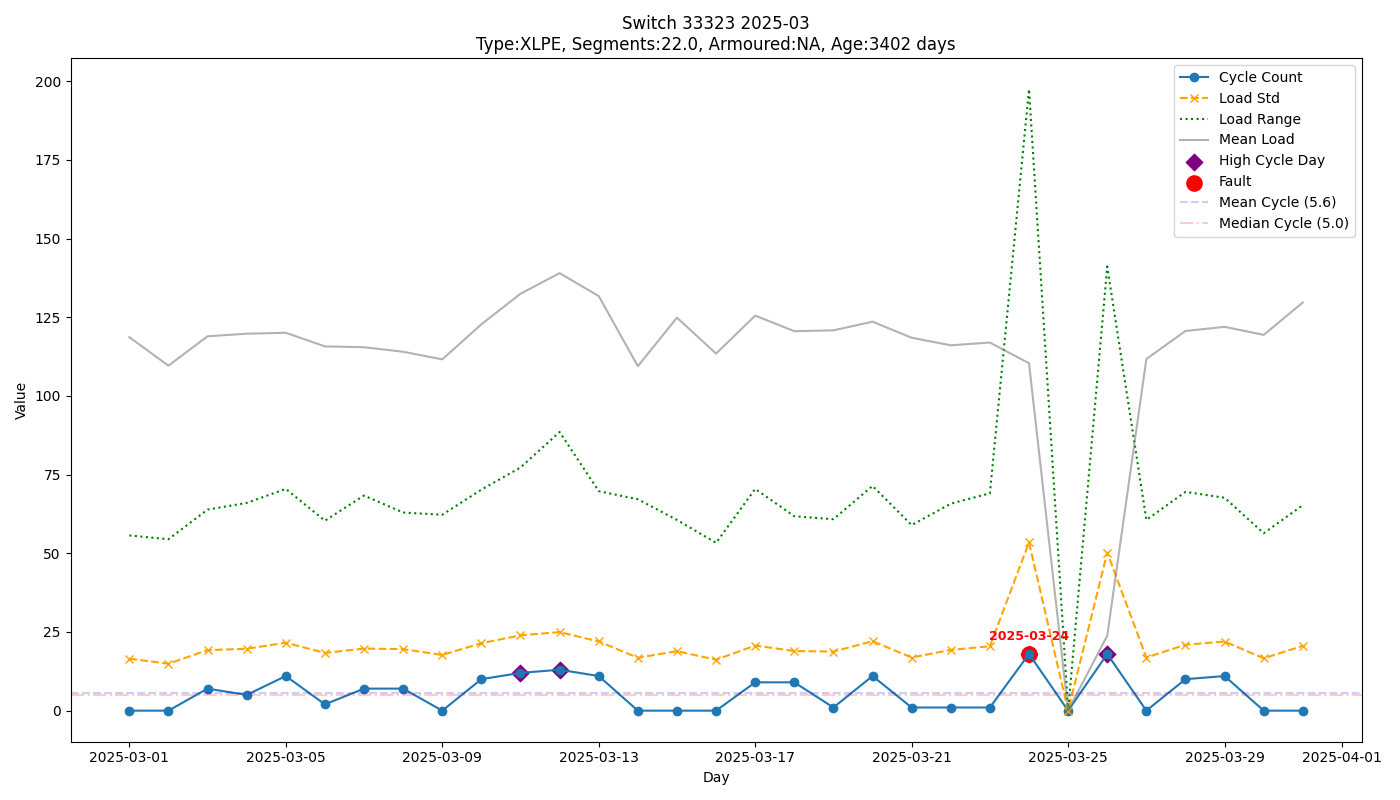 Switch 33323 2025-03
Type:XLPE, Segments:22.0, Armoured:NA, Age:3402 days
Cycle Count
Load Std
Load Range
Mean Load
High Cycle Day
Fault
Mean Cycle (5.6)
Median Cycle (5.0)
Value
200
175
150
125
100
75
50
25
0
2025-03-24
2025-03-01
2025-03-05
2025-03-09
2025-03-13
2025-03-17
2025-03-21
2025-03-25
2025-03-29
2025-04-01
Day